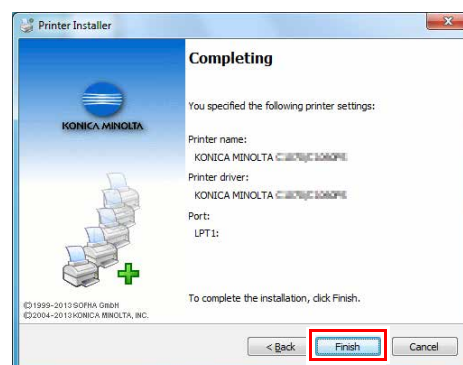 Printer Installer
Completing
You specified the following printer settings:
KONICA MINOLTA
Printer name:
KONICA MINOLTA
Printer driver:
KONICA MINOLTA
Port:
LPT1:
To complete the installation, click Finish.
©1999-2013 SOFHA GmbH
©2004-2013 KONICA MINOLTA, INC.
< Back Finish Cancel